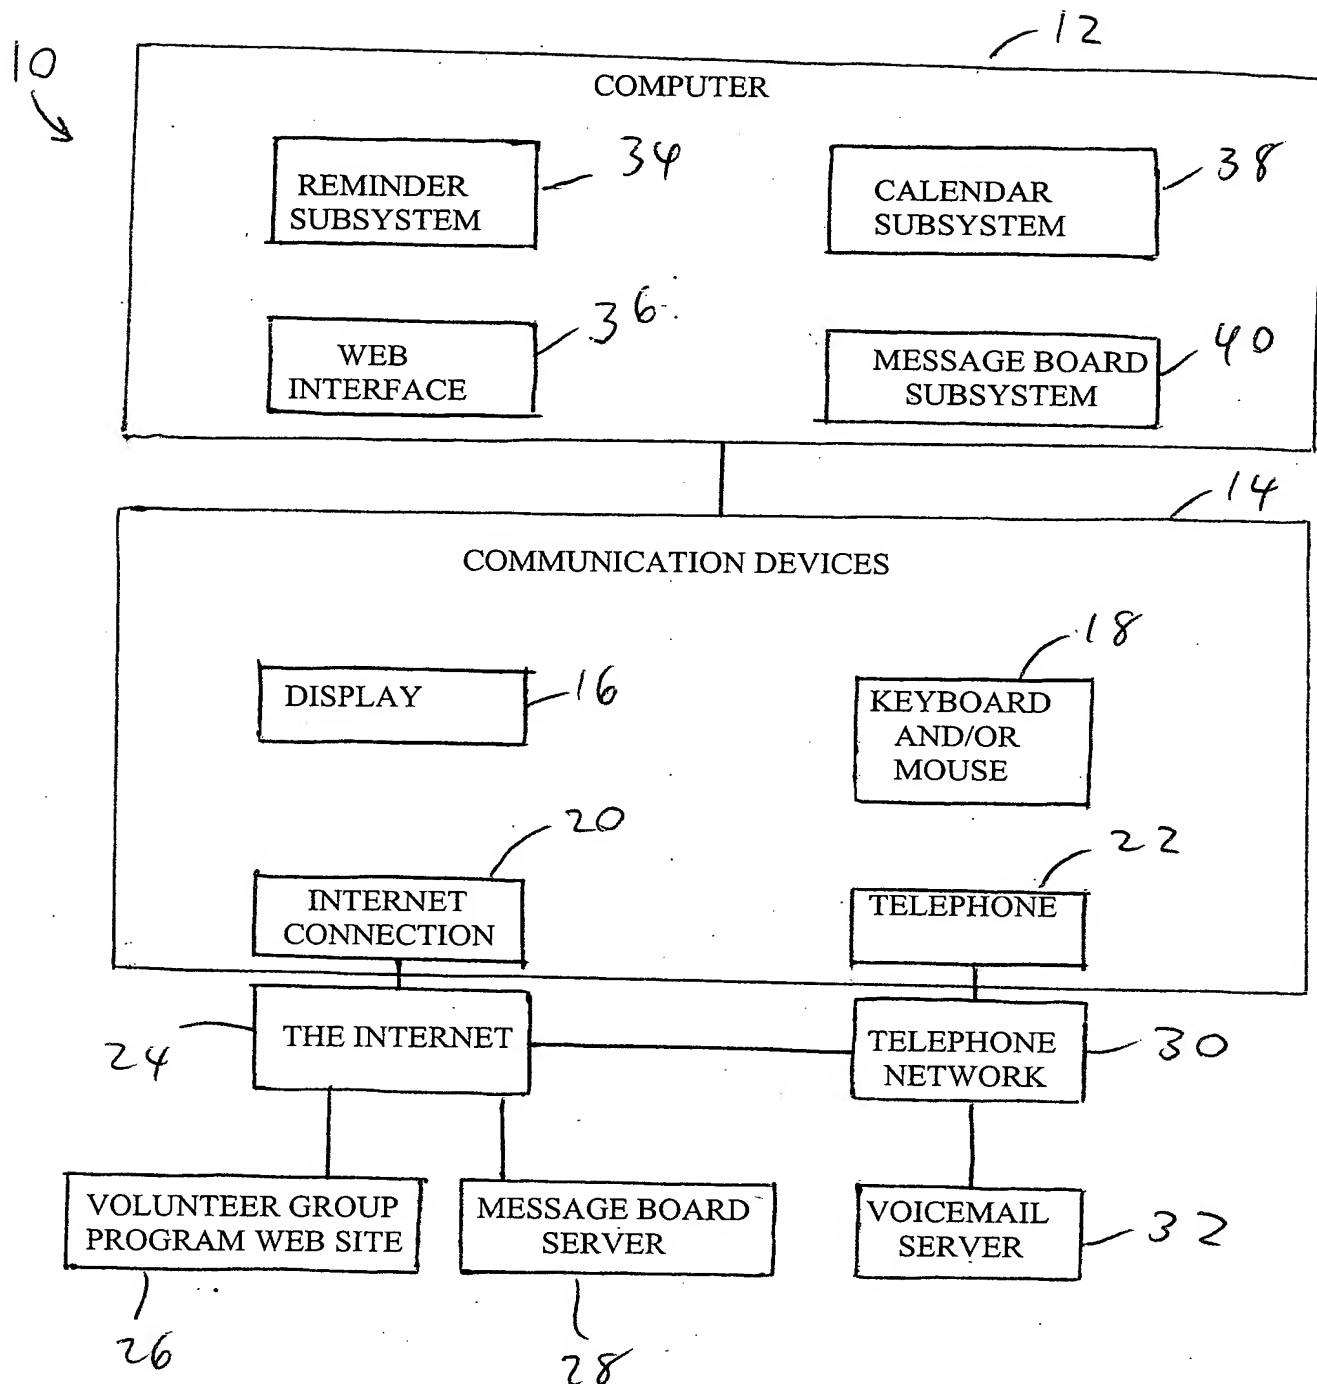 10
12
COMPUTER
REMINDER
SUBSYSTEM
34
CALENDAR
SUBSYSTEM
38
WEB
INTERFACE
36
MESSAGE BOARD
SUBSYSTEM
40
14
COMMUNICATION DEVICES
DISPLAY
16
18
KEYBOARD
AND/OR
MOUSE
20
INTERNET
CONNECTION
22
TELEPHONE
24
THE INTERNET
TELEPHONE
NETWORK
30
VOLUNTEER GROUP
PROGRAM WEB SITE
MESSAGE BOARD
SERVER
VOICEMAIL
SERVER
32
26
28